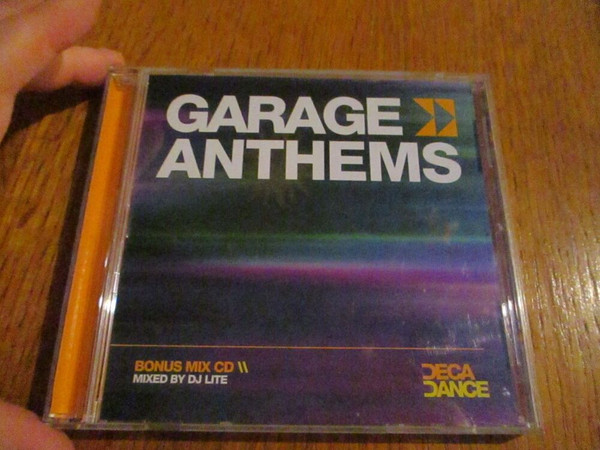 GARAGE
ANTHEMS
BONUS MIX CD \\
MIXED BY DJ LITE
DECA
DANCE